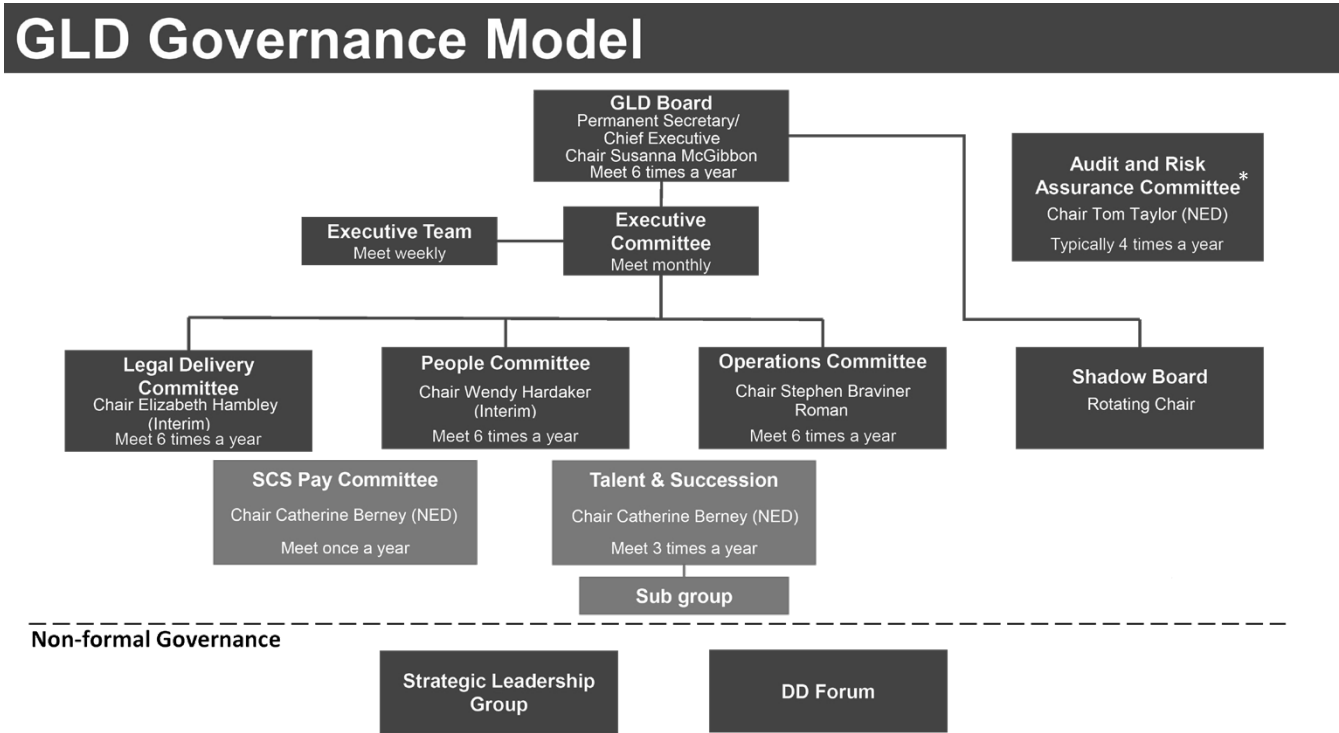 GLD Governance Model
GLD Board
Permanent Secretary/
Chief Executive
Chair Susanna McGibbon
Meet 6 times a year
Audit and Risk
Assurance Committee*
Chair Tom Taylor (NED)
Typically 4 times a year
Executive Team
Meet weekly
Executive
Committee
Meet monthly
Legal Delivery
Committee
Chair Elizabeth Hambley
(Interim)
Meet 6 times a year
People Committee
Chair Wendy Hardaker
(Interim)
Meet 6 times a year
Operations Committee
Chair Stephen Braviner
Roman
Meet 6 times a year
Shadow Board
Rotating Chair
SCS Pay Committee
Chair Catherine Berney (NED)
Meet once a year
Talent & Succession
Chair Catherine Berney (NED)
Meet 3 times a year
Sub group
Non-formal Governance
Strategic Leadership
Group
DD Forum